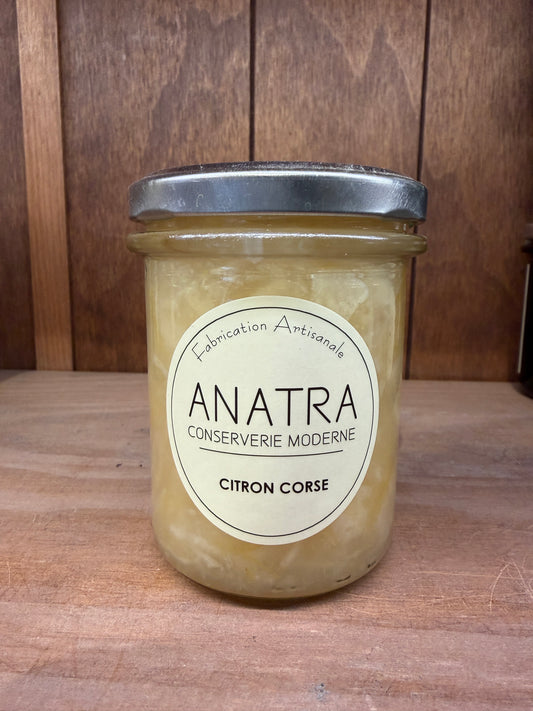 Fabrication Artisanale
ANATRA
CONSERVERIE MODERNE
CITRON CORSE